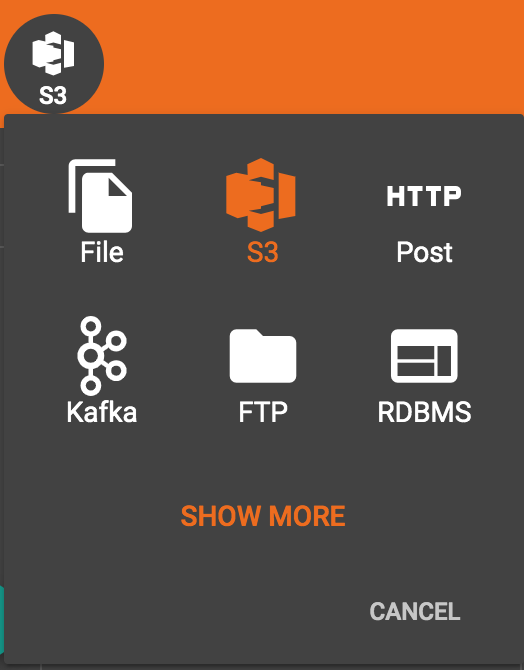 S3
HTTP
File
S3
Post
Kafka
FTP
RDBMS
SHOW MORE
CANCEL